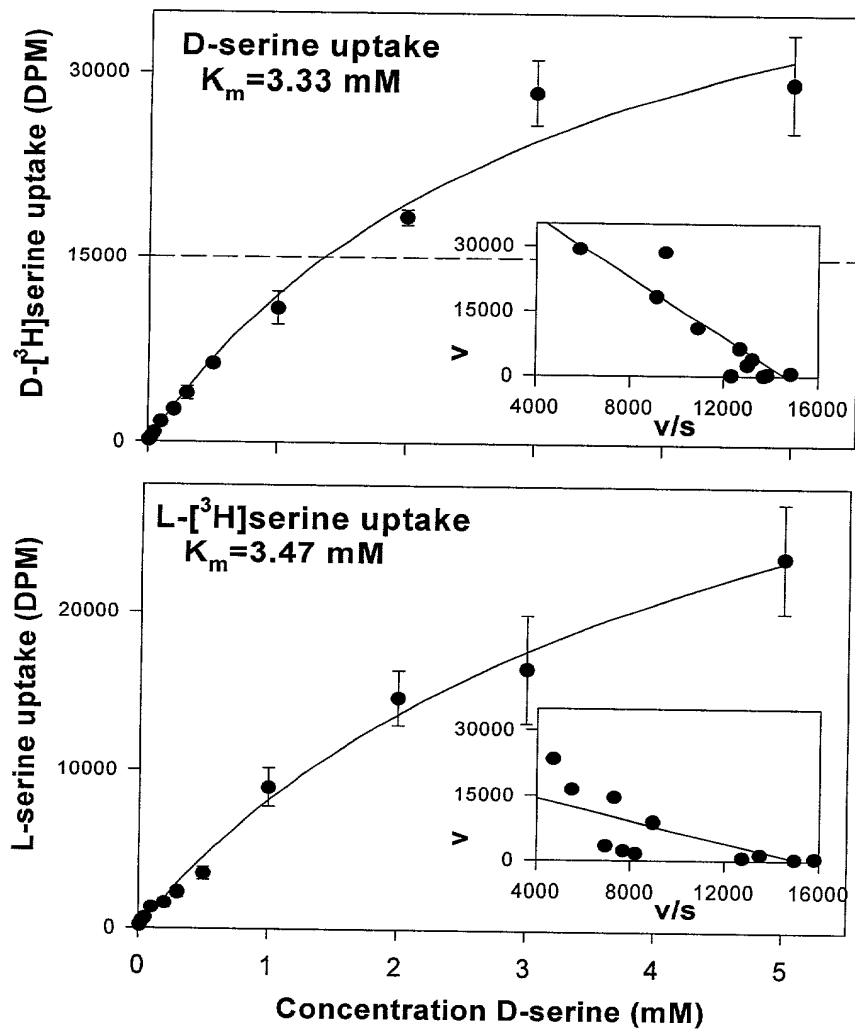 D-serine uptake
Kₘ=3.33 mM
D-[³H]serine uptake (DPM)
30000
15000
0
v
30000
15000
0
4000 8000 12000 16000
v/s
L-[³H]serine uptake
Kₘ=3.47 mM
L-serine uptake (DPM)
20000
10000
0
v
30000
15000
0
4000 8000 12000 16000
v/s
0 1 2 3 4 5
Concentration D-serine (mM)